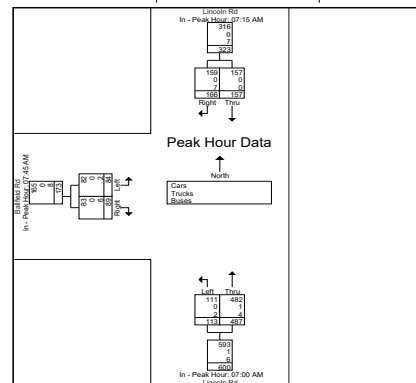 Lincoln Rd
In - Peak Hour: 07:15 AM
316
0
7
323
159 157
0 0
7 0
166 157
Right Thru
Peak Hour Data
North
Cars
Trucks
Buses
Ballfield Rd
In - Peak Hour: 07:45 AM
165
0
8
173
82 0 2 84
Left
83 0 6 89
Right
Left Thru
111 482
0 1
2 4
113 487
593
1
6
600
In - Peak Hour: 07:00 AM
Lincoln Rd